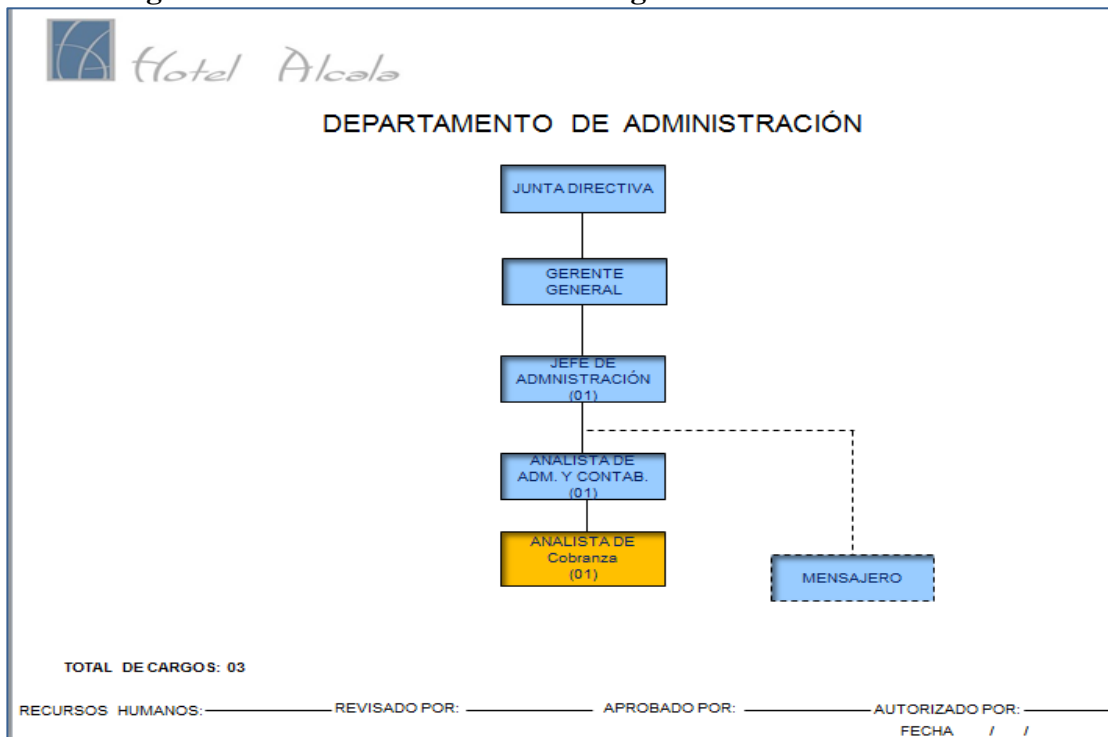 Hotel Alcala
DEPARTAMENTO DE ADMINISTRACIÓN
JUNTA DIRECTIVA
GERENTE
GENERAL
JEFE DE
ADMNISTRACIÓN
(01)
ANALISTA DE
ADM. Y CONTAB.
(01)
ANALISTA DE
Cobranza
(01)
MENSAJERO
TOTAL DE CARGOS: 03
RECURSOS HUMANOS: REVISADO POR: APROBADO POR: AUTORIZADO POR:
FECHA / /